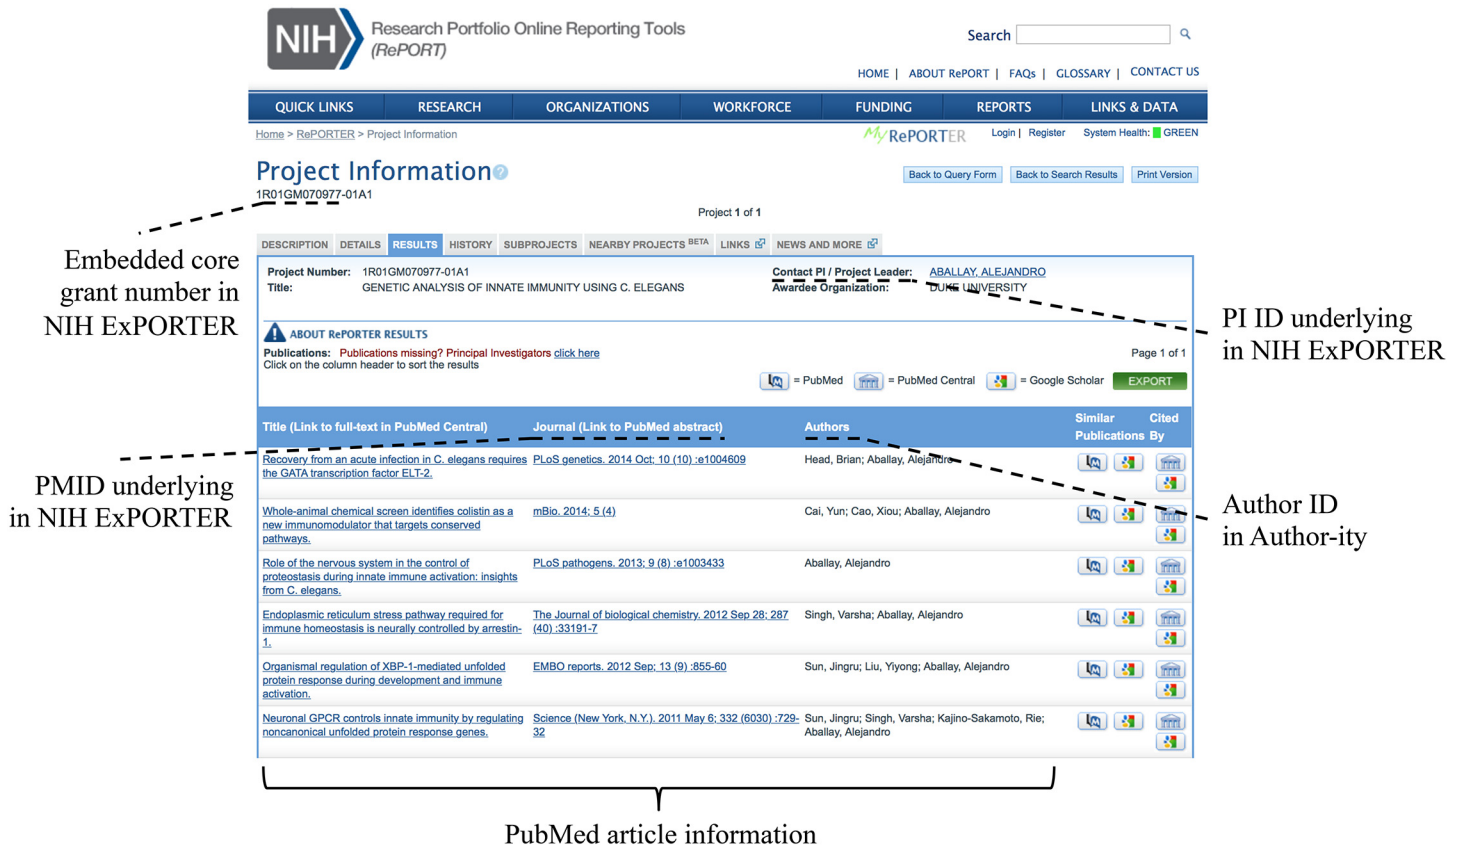 NIH Research Portfolio Online Reporting Tools
(RePORT)
Search
HOME | ABOUT RePORT | FAQs | GLOSSARY | CONTACT US
QUICK LINKS RESEARCH ORGANIZATIONS WORKFORCE FUNDING REPORTS LINKS & DATA
Home > RePORTER > Project Information
My RePORTER Login | Register System Health: GREEN
Project Information?
Back to Query Form Back to Search Results Print Version
1R01GM070977-01A1
Project 1 of 1
DESCRIPTION DETAILS RESULTS HISTORY SUBPROJECTS NEARBY PROJECTS BETA LINKS NEWS AND MORE
Embedded core
grant number in
NIH ExPORTER
Project Number: 1R01GM070977-01A1 Contact PI / Project Leader: ABALLAY, ALEJANDRO
Title: GENETIC ANALYSIS OF INNATE IMMUNITY USING C. ELEGANS Awardee Organization: DUKE UNIVERSITY
PI ID underlying
in NIH ExPORTER
ABOUT RePORTER RESULTS
Publications: Publications missing? Principal Investigators click here Page 1 of 1
Click on the column header to sort the results
= PubMed = PubMed Central = Google Scholar EXPORT
Title (Link to full-text in PubMed Central) Journal (Link to PubMed abstract) Authors Similar Publications Cited By
PMID underlying
in NIH ExPORTER
Author ID
in Author-ity
Recovery from an acute infection in C. elegans requires PLoS genetics. 2014 Oct; 10 (10) :e1004609 Head, Brian; Aballay, Alejandro
the GATA transcription factor ELT-2.
Whole-animal chemical screen identifies colistin as a mBio. 2014; 5 (4) Cai, Yun; Cao, Xiou; Aballay, Alejandro
new immunomodulator that targets conserved
pathways.
Role of the nervous system in the control of PLoS pathogens. 2013; 9 (8) :e1003433 Aballay, Alejandro
proteostasis during innate immune activation: insights
from C. elegans.
Endoplasmic reticulum stress pathway required for The Journal of biological chemistry. 2012 Sep 28; 287 Singh, Varsha; Aballay, Alejandro
immune homeostasis is neurally controlled by arrestin- (40) :33191-7
1.
Organismal regulation of XBP-1-mediated unfolded EMBO reports. 2012 Sep; 13 (9) :855-60 Sun, Jingru; Liu, Yiyong; Aballay, Alejandro
protein response during development and immune
activation.
Neuronal GPCR controls innate immunity by regulating Science (New York, N.Y.). 2011 May 6; 332 (6030) :729- Sun, Jingru; Singh, Varsha; Kajino-Sakamoto, Rie;
noncanonical unfolded protein response genes. 32 Aballay, Alejandro
PubMed article information